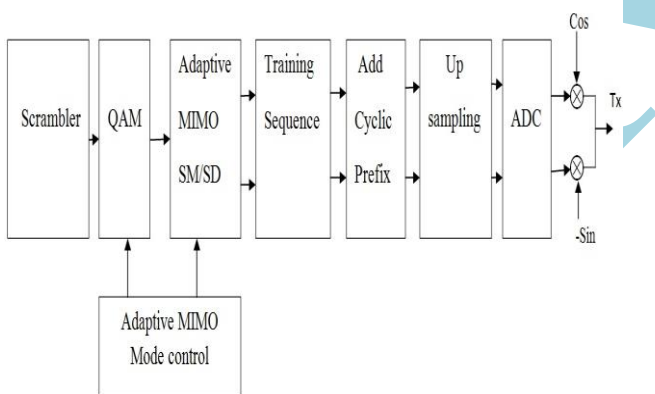 Cos
Scrambler
QAM
Adaptive
MIMO
SM/SD
Training
Sequence
Add
Cyclic
Prefix
Up
sampling
ADC
Tx
-Sin
Adaptive MIMO
Mode control